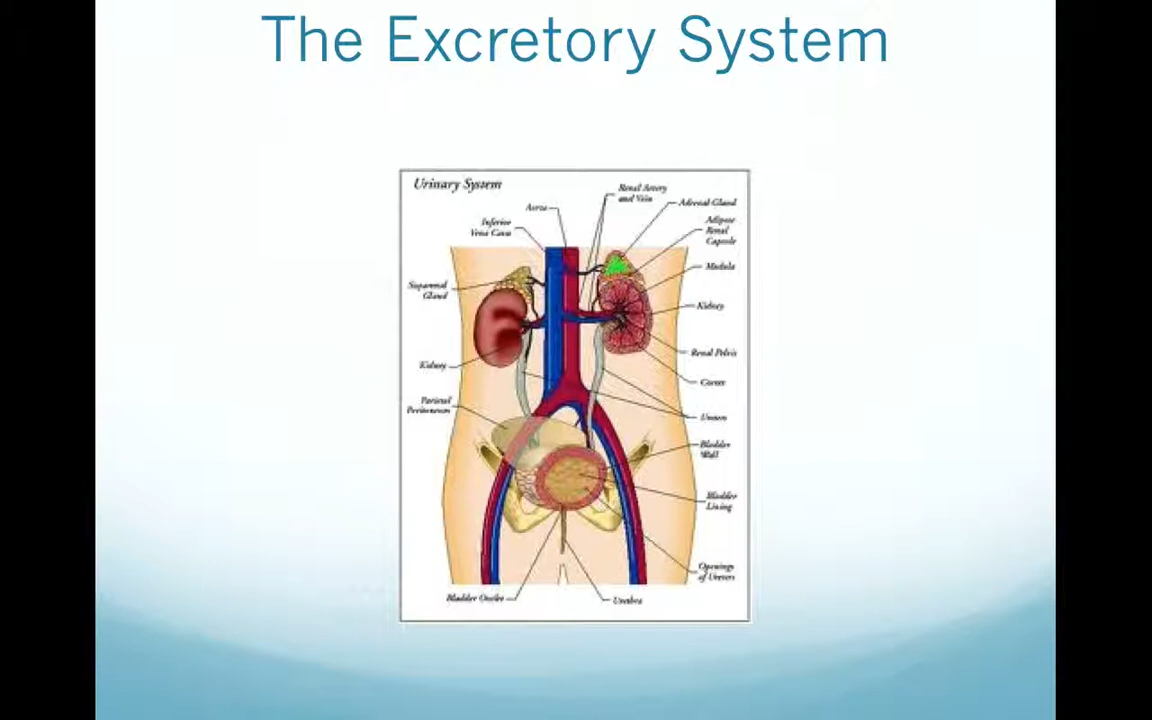 The Excretory System
Urinary System
Renal Artery
and Vein
Aorta
Adrenal Gland
Inferior
Vena Cava
Adipose
Renal
Capsule
Medula
Suprarenal
Gland
Kidney
Renal Pelvis
Kidney
Cortex
Parietal
Peritoneum
Ureters
Bladder
Wall
Bladder
Lining
Openings
of Ureters
Bladder Outlet
Urethra